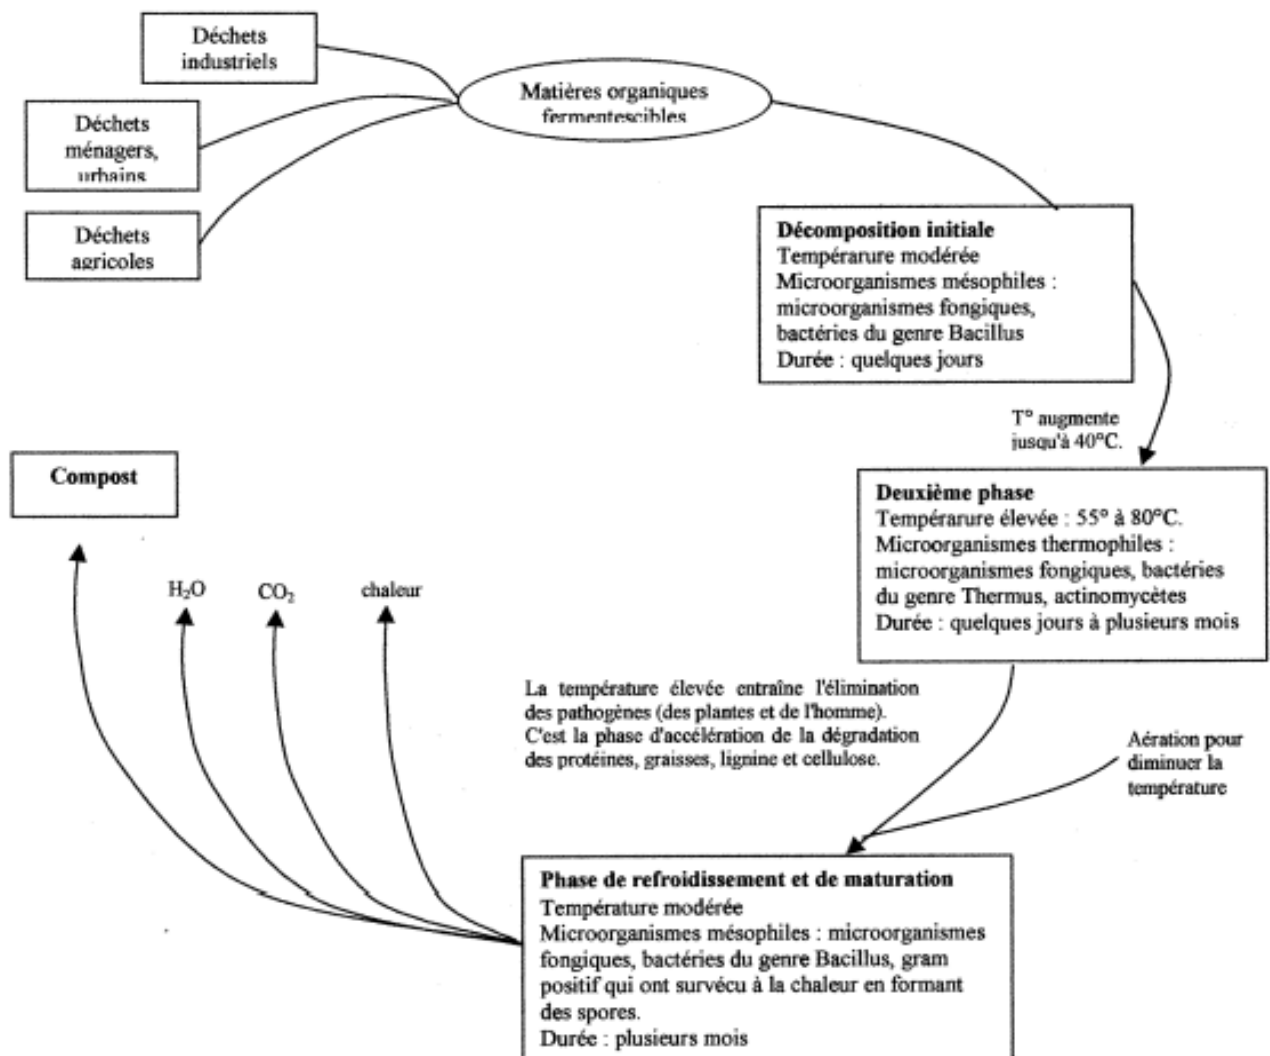 Déchets
industriels
Matières organiques
fermentescibles
Déchets
ménagers,
urbains
Déchets
agricoles
Décomposition initiale
Tempérarure modérée
Microorganismes mésophiles :
microorganismes fongiques,
bactéries du genre Bacillus
Durée : quelques jours
T° augmente
jusqu'à 40°C.
Compost
Deuxième phase
Tempérarure élevée : 55° à 80°C.
Microorganismes thermophiles :
microorganismes fongiques, bactéries
du genre Thermus, actinomycètes
Durée : quelques jours à plusieurs mois
H₂O
CO₂
chaleur
La température élevée entraîne l'élimination
des pathogènes (des plantes et de l'homme).
C'est la phase d'accélération de la dégradation
des protéines, graisses, lignine et cellulose.
Aération pour
diminuer la
température
Phase de refroidissement et de maturation
Température modérée
Microorganismes mésophiles : microorganismes
fongiques, bactéries du genre Bacillus, gram
positif qui ont survécu à la chaleur en formant
des spores.
Durée : plusieurs mois